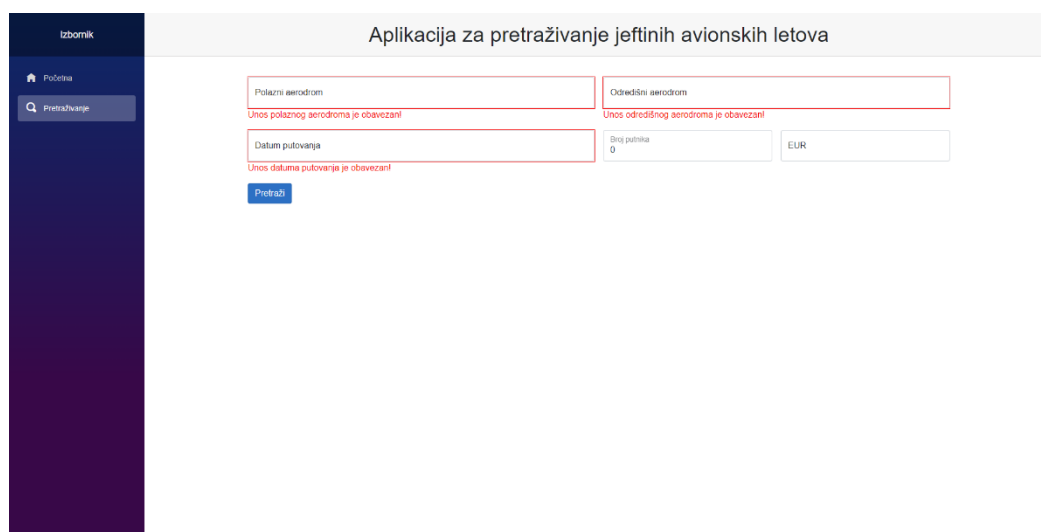 Izbornik
Aplikacija za pretraživanje jeftinih avionskih letova
Početna
Pretraživanje
Polazni aerodrom
Odredišni aerodrom
Unos polaznog aerodroma je obavezan!
Unos odredišnog aerodroma je obavezan!
Datum putovanja
Broj putnika
0
EUR
Unos datuma putovanja je obavezan!
Pretraži